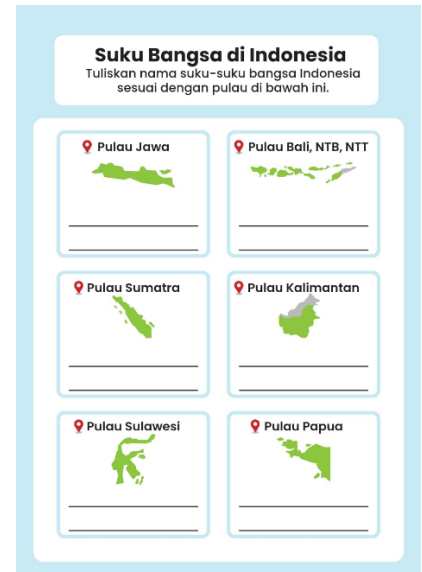 Suku Bangsa di Indonesia
Tuliskan nama suku-suku bangsa Indonesia
sesuai dengan pulau di bawah ini.
Pulau Jawa
Pulau Bali, NTB, NTT
Pulau Sumatra
Pulau Kalimantan
Pulau Sulawesi
Pulau Papua